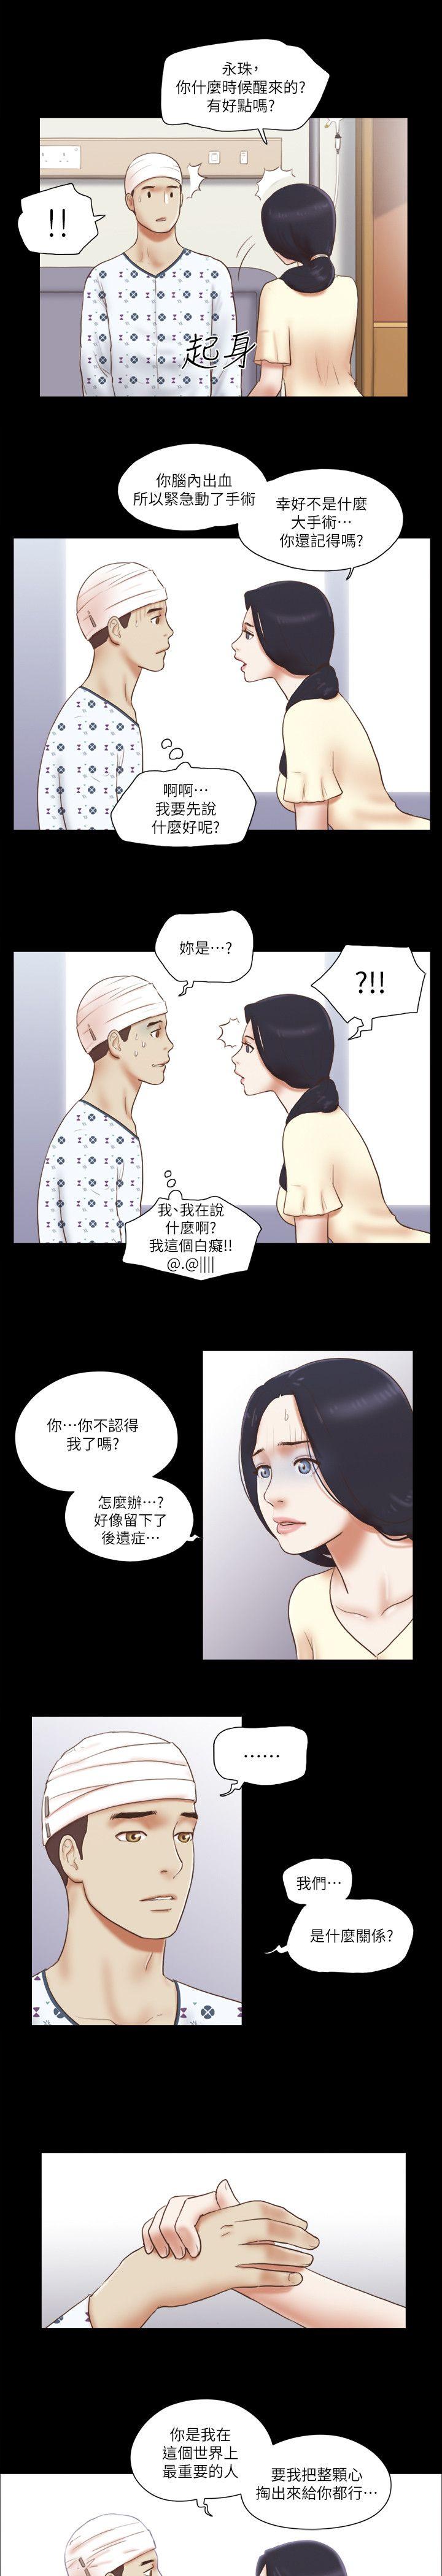 永珠,
你什麼時候醒來的?
有好點嗎?
!!
起身
你腦內出血
所以緊急動了手術
幸好不是什麼
大手術⋯
你還記得嗎?
啊啊⋯
我要先說
什麼好呢?
妳是⋯?
?!!
我、我在說
什麼啊?
我這個白癡!!
@.@||||
你⋯你不認得
我了嗎?
怎麼辦⋯?
好像留下了
後遺症⋯
⋯⋯
我們⋯
是什麼關係?
你是我在
這個世界上
最重要的人
要我把整顆心
掏出來給你都行⋯